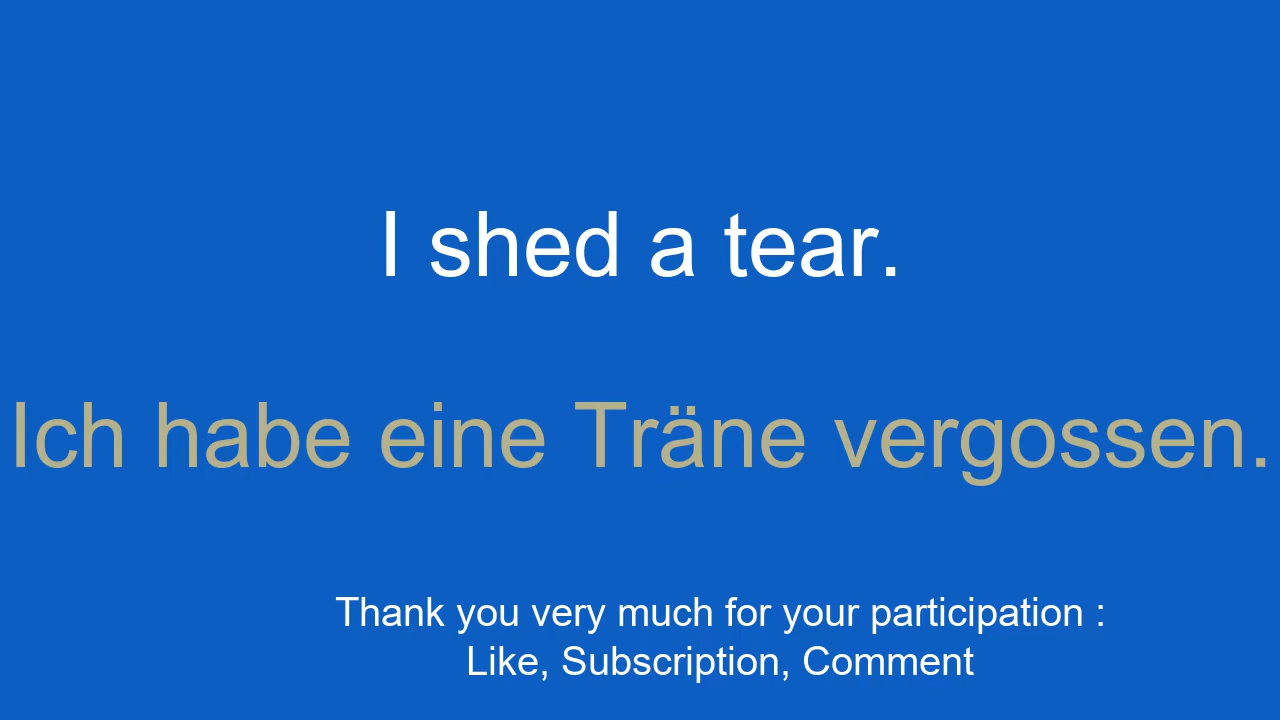 I shed a tear.
Ich habe eine Träne vergossen.
Thank you very much for your participation :
Like, Subscription, Comment